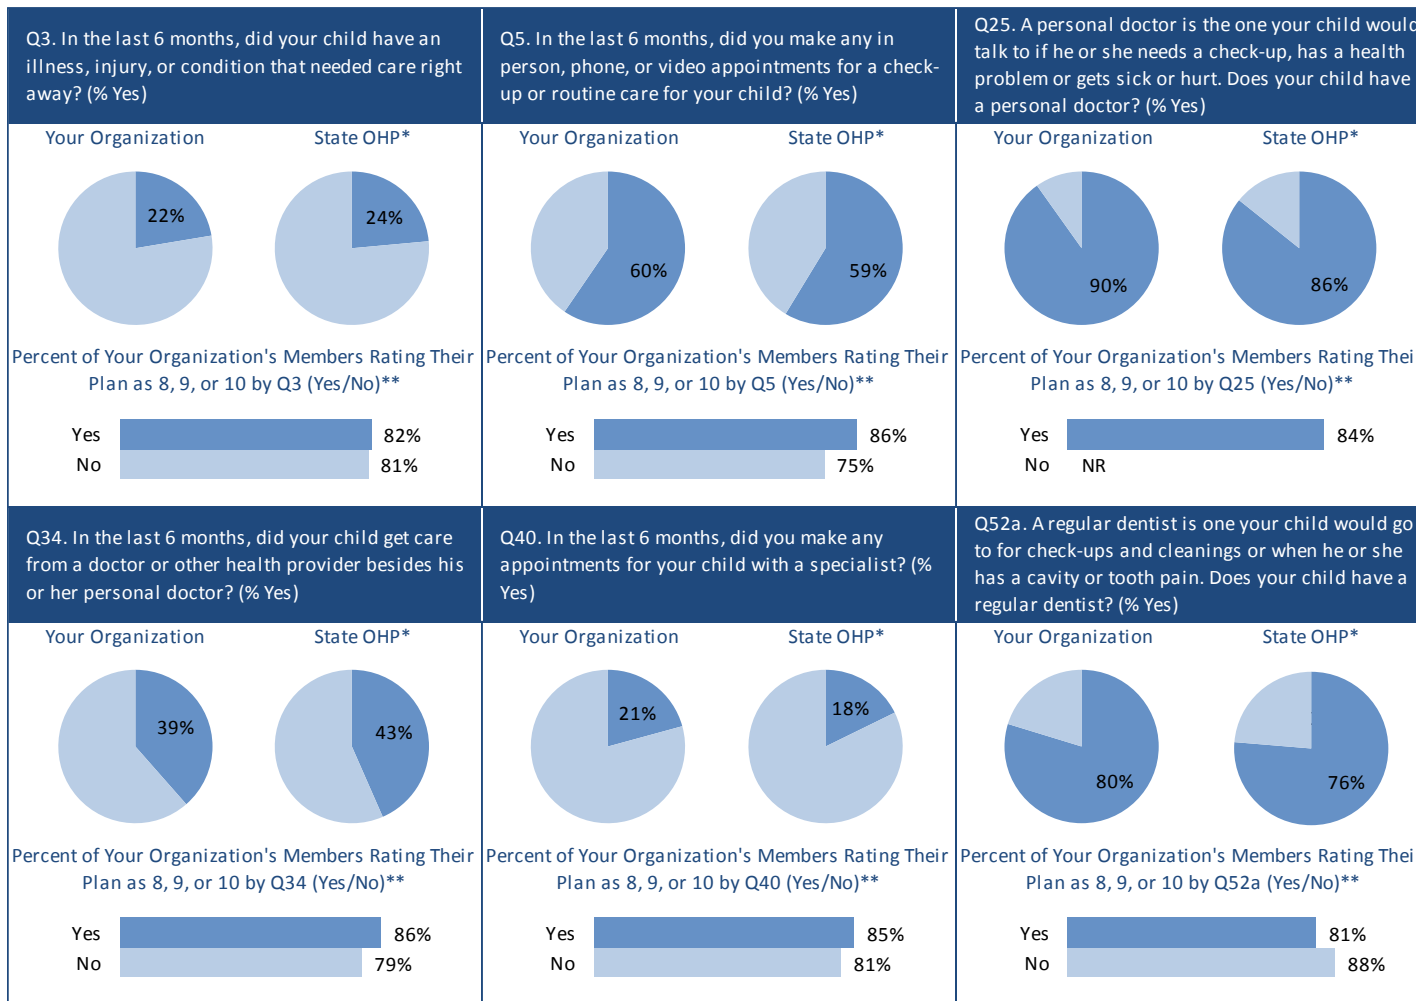 Q3. In the last 6 months, did your child have an
illness, injury, or condition that needed care right
away? (% Yes)
Your Organization
State OHP*
22%
24%
Percent of Your Organization's Members Rating Their
Plan as 8, 9, or 10 by Q3 (Yes/No)**
Yes
82%
No
81%
Q5. In the last 6 months, did you make any in
person, phone, or video appointments for a check-
up or routine care for your child? (% Yes)
Your Organization
State OHP*
60%
59%
Percent of Your Organization's Members Rating Their
Plan as 8, 9, or 10 by Q5 (Yes/No)**
Yes
86%
No
75%
Q25. A personal doctor is the one your child would
talk to if he or she needs a check-up, has a health
problem or gets sick or hurt. Does your child have
a personal doctor? (% Yes)
Your Organization
State OHP*
90%
86%
Percent of Your Organization's Members Rating Thei
Plan as 8, 9, or 10 by Q25 (Yes/No)**
Yes
84%
No
NR
Q34. In the last 6 months, did your child get care
from a doctor or other health provider besides his
or her personal doctor? (% Yes)
Your Organization
State OHP*
39%
43%
Percent of Your Organization's Members Rating Their
Plan as 8, 9, or 10 by Q34 (Yes/No)**
Yes
86%
No
79%
Q40. In the last 6 months, did you make any
appointments for your child with a specialist? (%
Yes)
Your Organization
State OHP*
21%
18%
Percent of Your Organization's Members Rating Their
Plan as 8, 9, or 10 by Q40 (Yes/No)**
Yes
85%
No
81%
Q52a. A regular dentist is one your child would go
to for check-ups and cleanings or when he or she
has a cavity or tooth pain. Does your child have a
regular dentist? (% Yes)
Your Organization
State OHP*
80%
76%
Percent of Your Organization's Members Rating Thei
Plan as 8, 9, or 10 by Q52a (Yes/No)**
Yes
81%
No
88%